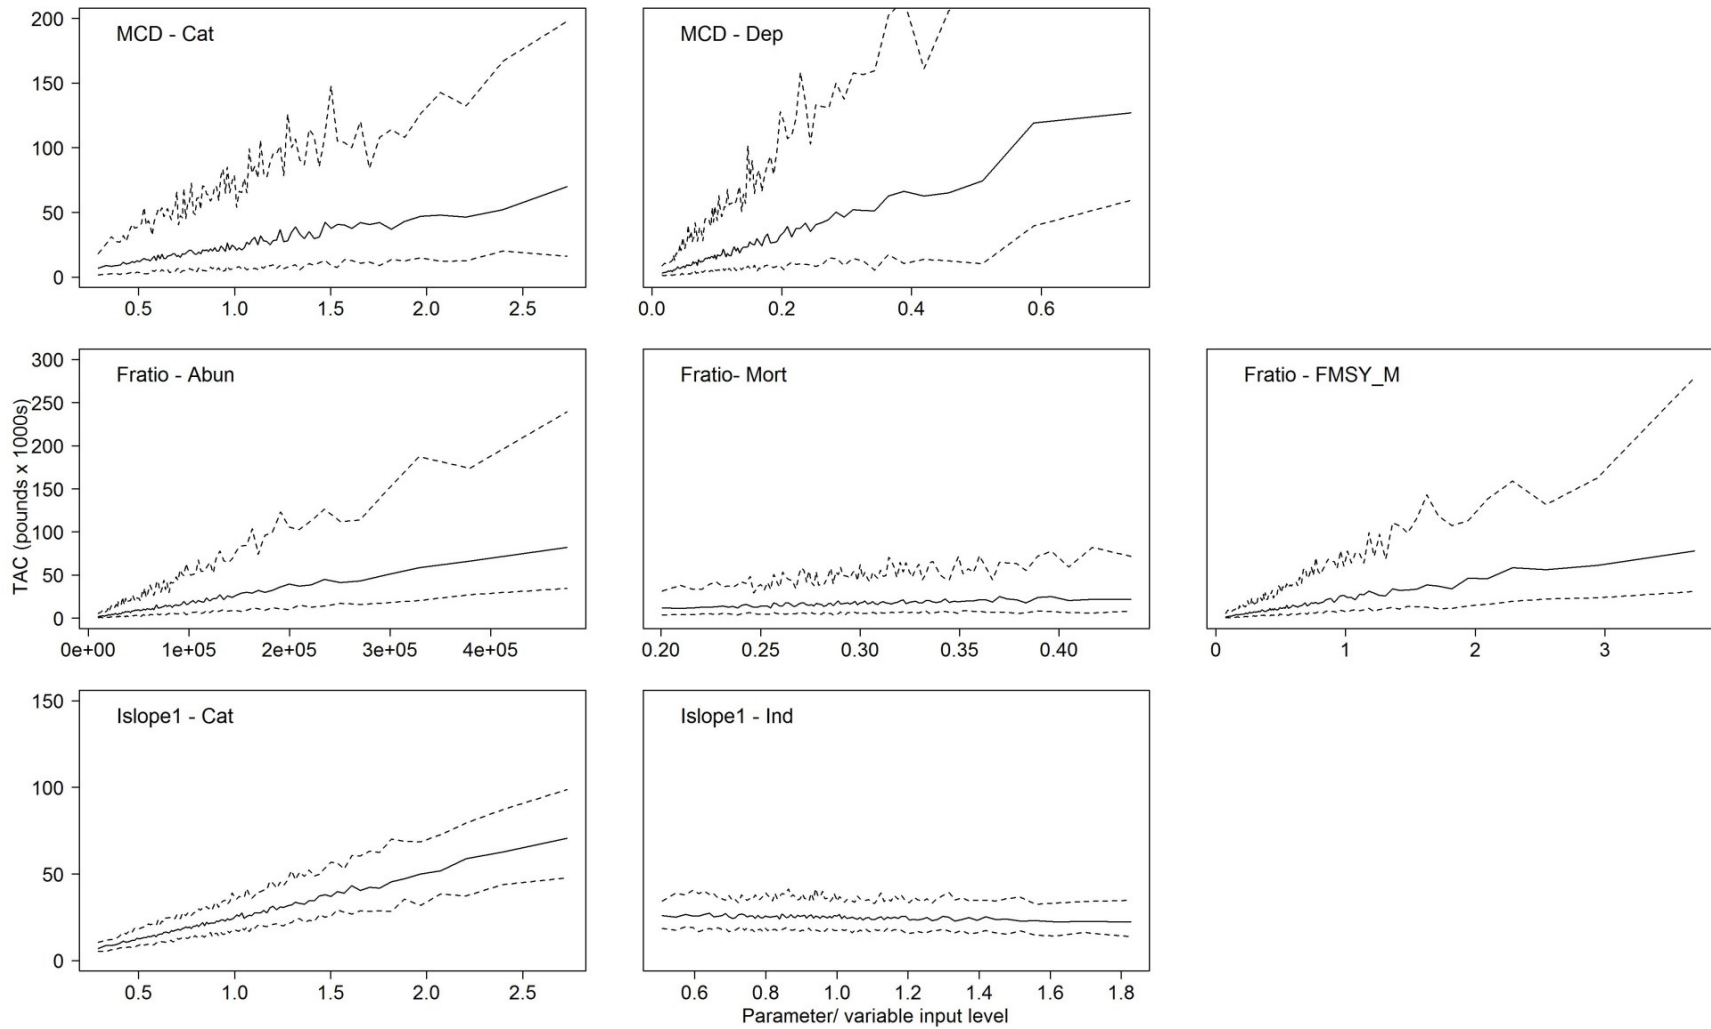 MCD - Cat
MCD - Dep
200
150
100
50
0
0.5 1.0 1.5 2.0 2.5
0.0 0.2 0.4 0.6
Fratio - Abun
Fratio- Mort
Fratio - FMSY_M
300
250
200
150
100
50
0
0e+00 1e+05 2e+05 3e+05 4e+05
0.20 0.25 0.30 0.35 0.40
0 1 2 3
TAC (pounds x 1000s)
Islope1 - Cat
Islope1 - Ind
150
100
50
0
0.5 1.0 1.5 2.0 2.5
0.6 0.8 1.0 1.2 1.4 1.6 1.8
Parameter/ variable input level